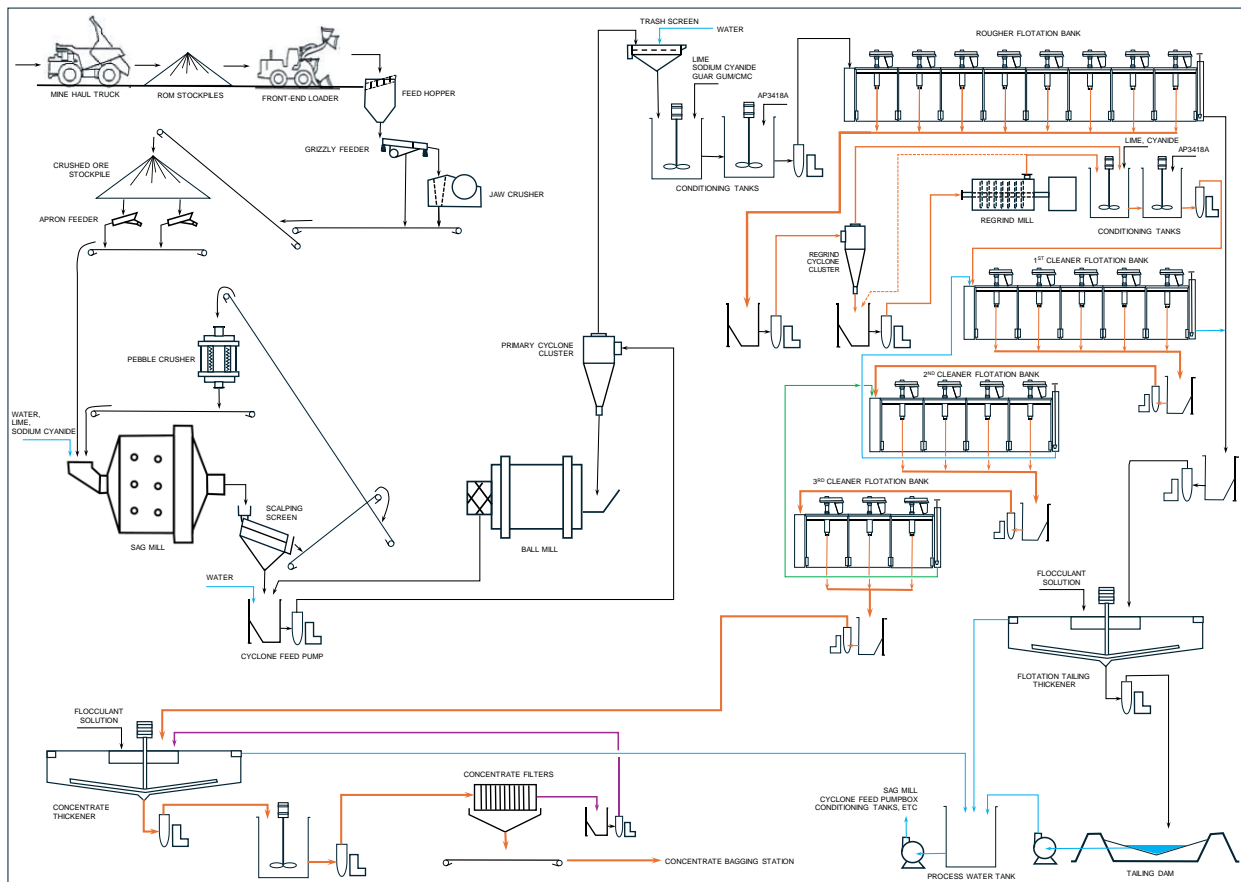 TRASH SCREEN
WATER
ROUGHER FLOTATION BANK
MINE HAUL TRUCK
ROM STOCKPILES
FRONT-END LOADER
FEED HOPPER
LIME
SODIUM CYANIDE
GUAR GUM/CMC
AP3418A
GRIZZLY FEEDER
JAW CRUSHER
CRUSHED ORE
STOCKPILE
APRON FEEDER
CONDITIONING TANKS
LIME, CYANIDE
AP3418A
REGRIND MILL
CONDITIONING TANKS
REGRIND
CYCLONE
CLUSTER
1ST CLEANER FLOTATION BANK
PEBBLE CRUSHER
PRIMARY CYCLONE
CLUSTER
2ND CLEANER FLOTATION BANK
WATER,
LIME,
SODIUM CYANIDE
SAG MILL
SCALPING
SCREEN
BALL MILL
3RD CLEANER FLOTATION BANK
WATER
CYCLONE FEED PUMP
FLOCCULANT
SOLUTION
FLOTATION TAILING
THICKENER
FLOCCULANT
SOLUTION
CONCENTRATE
THICKENER
CONCENTRATE FILTERS
CONCENTRATE BAGGING STATION
SAG MILL
CYCLONE FEED PUMPBOX
CONDITIONING TANKS, ETC
PROCESS WATER TANK
TAILING DAM